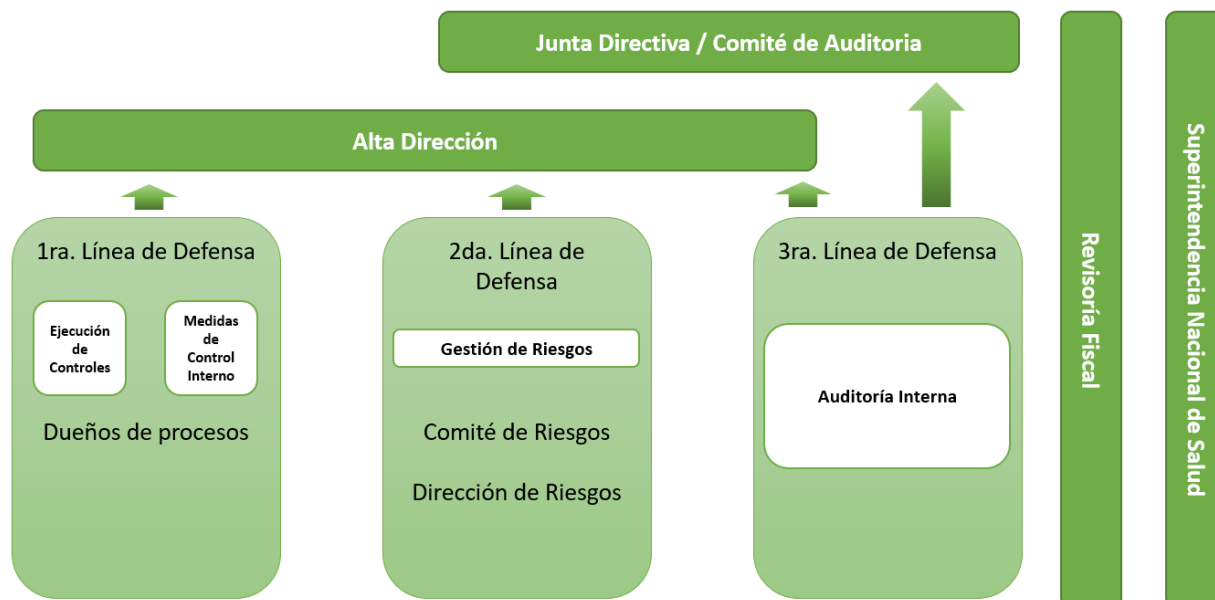 Junta Directiva / Comité de Auditoria
Alta Dirección
1ra. Línea de Defensa
Ejecución
de
Controles
Medidas
de
Control
Interno
Dueños de procesos
2da. Línea de
Defensa
Gestión de Riesgos
Comité de Riesgos
Dirección de Riesgos
3ra. Línea de Defensa
Auditoría Interna
Revisoría Fiscal
Superintendencia Nacional de Salud